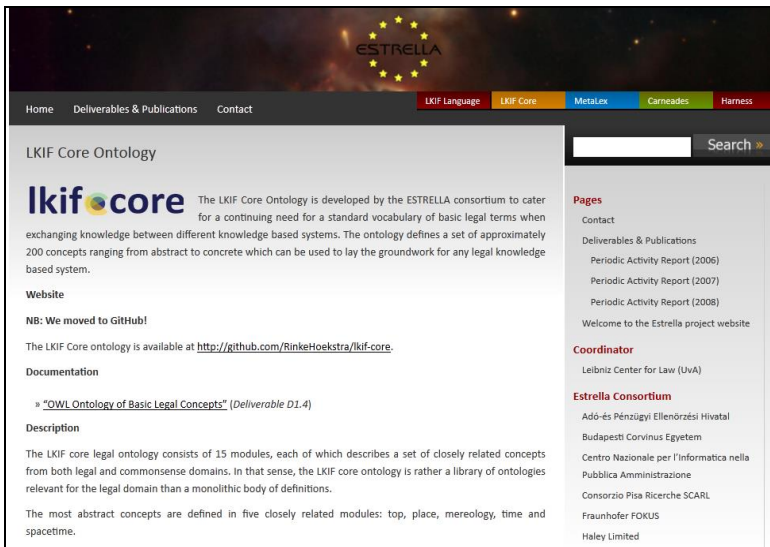 ESTRELLA
Home Deliverables & Publications Contact
LKIF Language LKIF Core MetaLex Carneades Harness
LKIF Core Ontology
lkif core
The LKIF Core Ontology is developed by the ESTRELLA consortium to cater
for a continuing need for a standard vocabulary of basic legal terms when
exchanging knowledge between different knowledge based systems. The ontology defines a set of approximately
200 concepts ranging from abstract to concrete which can be used to lay the groundwork for any legal knowledge
based system.
Website
NB: We moved to GitHub!
The LKIF Core ontology is available at http://github.com/RinkeHoekstra/lkif-core.
Documentation
» "OWL Ontology of Basic Legal Concepts" (Deliverable D1.4)
Description
The LKIF core legal ontology consists of 15 modules, each of which describes a set of closely related concepts
from both legal and commonsense domains. In that sense, the LKIF core ontology is rather a library of ontologies
relevant for the legal domain than a monolithic body of definitions.
The most abstract concepts are defined in five closely related modules: top, place, mereology, time and
spacetime.
Search »
Pages
Contact
Deliverables & Publications
Periodic Activity Report (2006)
Periodic Activity Report (2007)
Periodic Activity Report (2008)
Welcome to the Estrella project website
Coordinator
Leibniz Center for Law (UvA)
Estrella Consortium
Adó-és Pénzügyi Ellenörzési Hivatal
Budapesti Corvinus Egyetem
Centro Nazionale per l'Informatica nella
Pubblica Amministrazione
Consorzio Pisa Ricerche SCARL
Fraunhofer FOKUS
Haley Limited